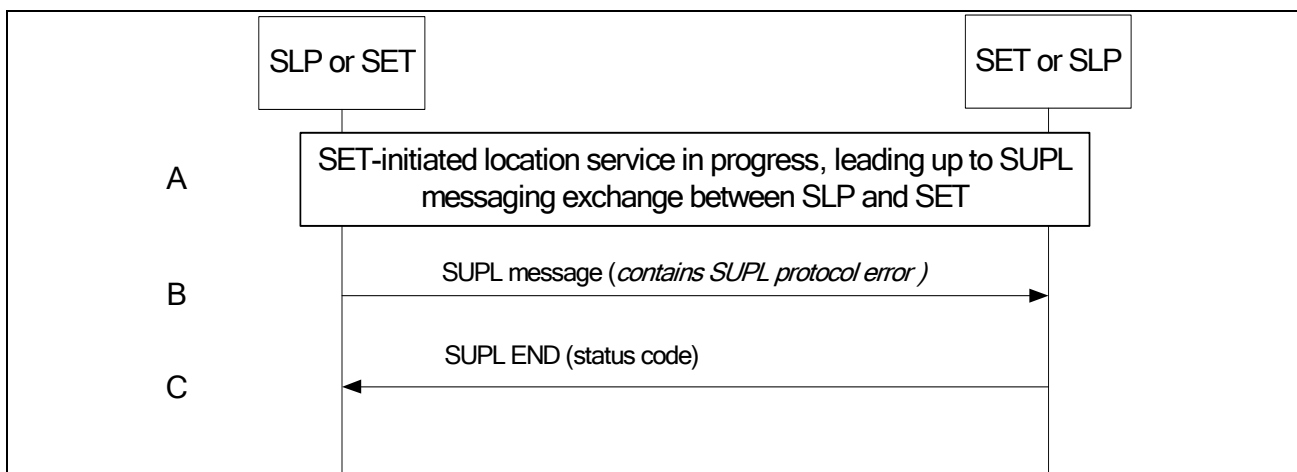 SLP or SET
SET or SLP
A
SET-initiated location service in progress, leading up to SUPL
messaging exchange between SLP and SET
B
SUPL message (contains SUPL protocol error )
C
SUPL END (status code)